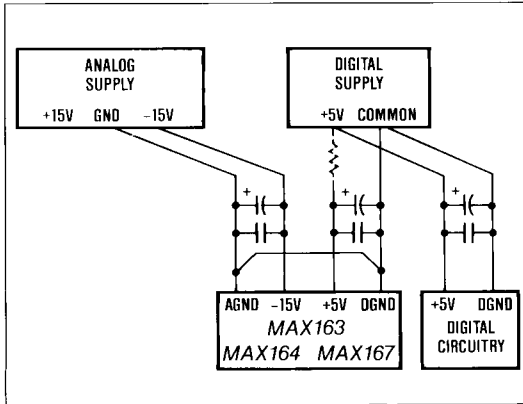 ANALOG
SUPPLY
+15V GND -15V
DIGITAL
SUPPLY
+5V COMMON
+
+
+
AGND -15V +5V DGND
MAX163
MAX164 MAX167
+5V DGND
DIGITAL
CIRCUITRY